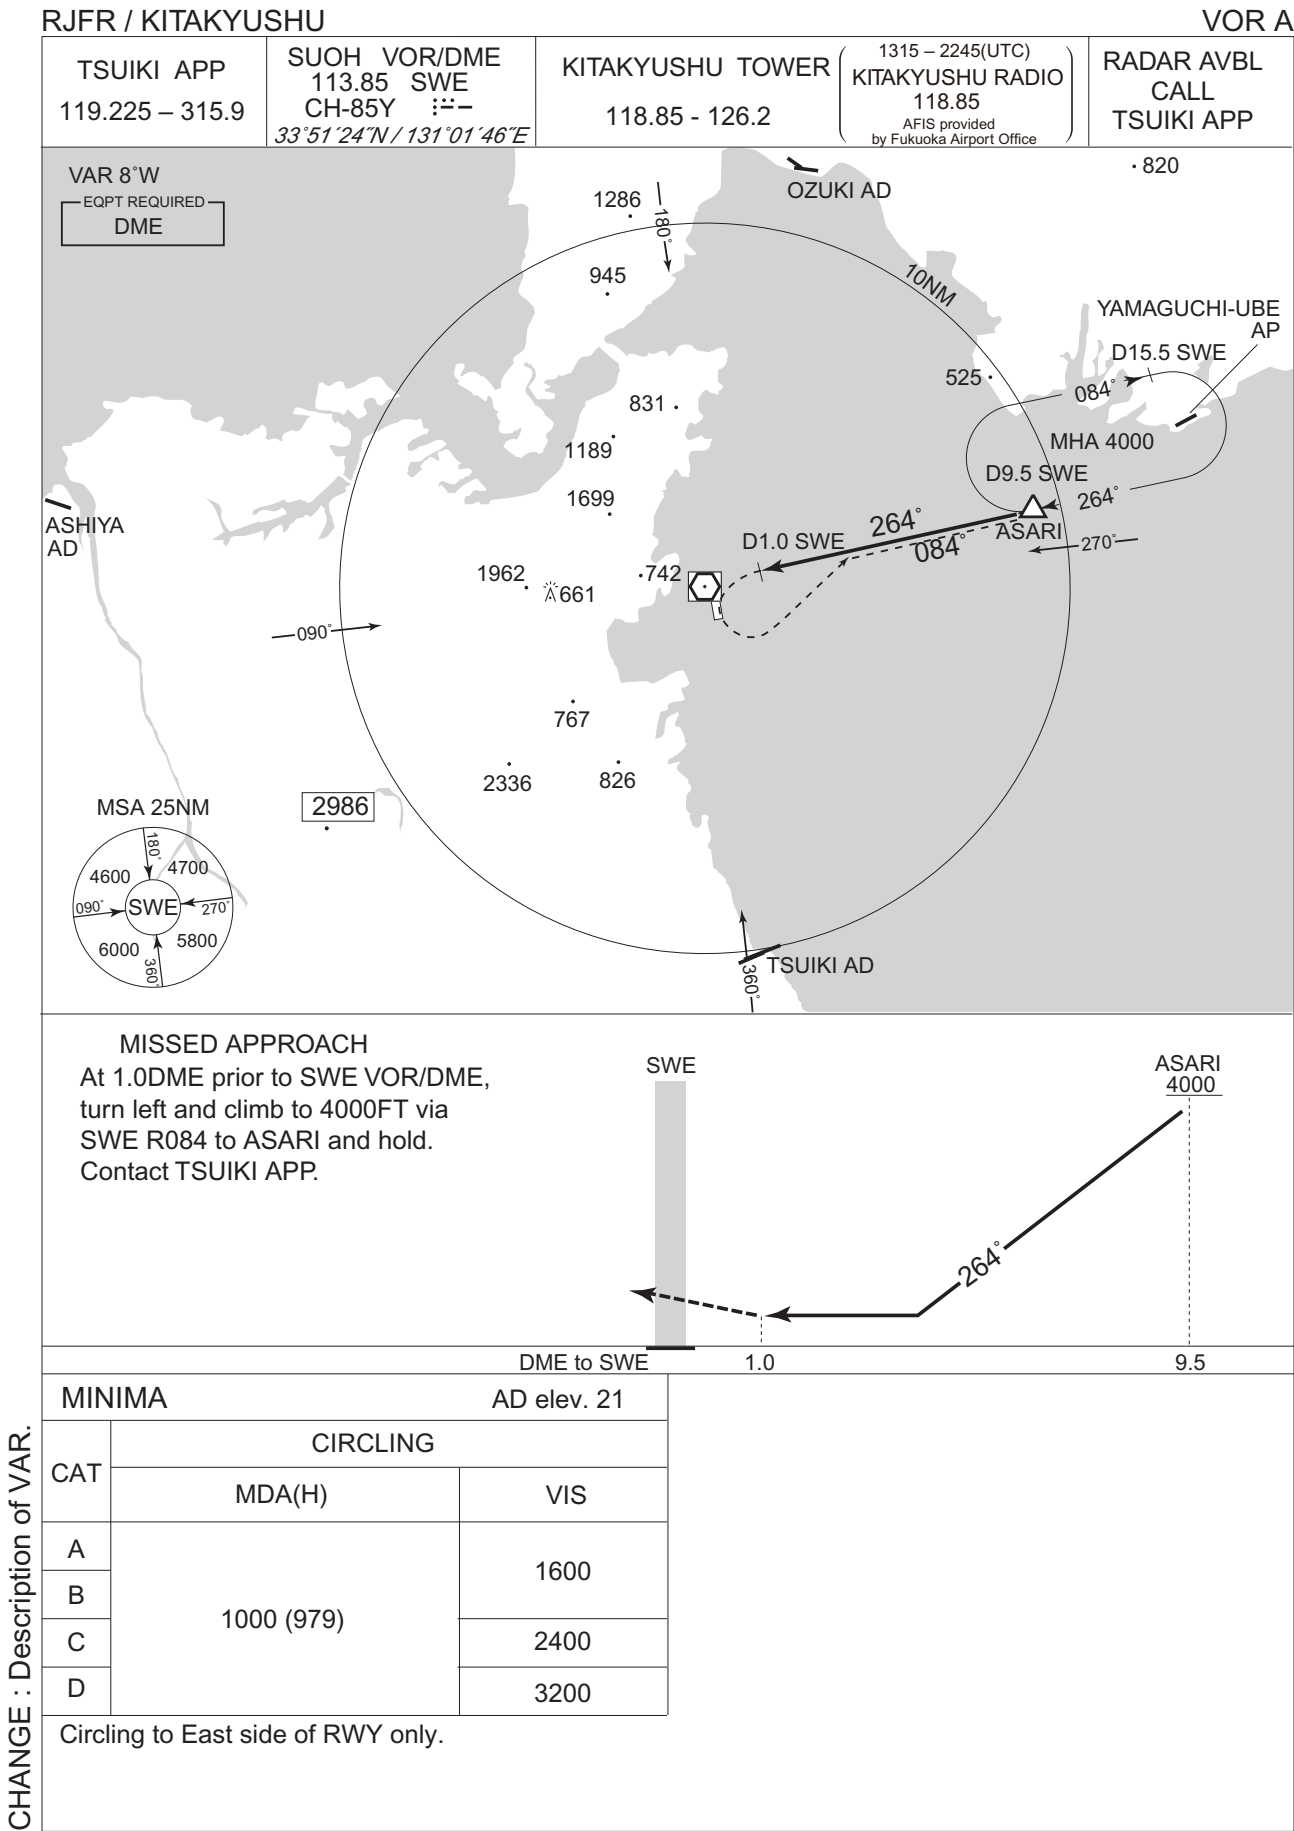 RJFR / KITAKYUSHU
VOR A
TSUIKI APP
119.225 – 315.9
SUOH VOR/DME
113.85 SWE
CH-85Y
33°51´24˝N / 131°01´46˝E
KITAKYUSHU TOWER
118.85 - 126.2
1315 – 2245(UTC)
KITAKYUSHU RADIO
118.85
AFIS provided
by Fukuoka Airport Office
RADAR AVBL
CALL
TSUIKI APP
VAR 8˚W
EQPT REQUIRED
DME
820
OZUKI AD
1286
180˚
945
10NM
YAMAGUCHI-UBE
AP
D15.5 SWE
525
084˚
831
MHA 4000
1189
D9.5 SWE
1699
264˚
ASHIYA
AD
264˚
ASARI
D1.0 SWE
084˚
270˚
1962
742
661
090˚
767
2336
826
2986
MSA 25NM
180˚
4600
4700
090˚
SWE
270˚
6000
5800
360˚
TSUIKI AD
360˚
MISSED APPROACH
At 1.0DME prior to SWE VOR/DME,
turn left and climb to 4000FT via
SWE R084 to ASARI and hold.
Contact TSUIKI APP.
SWE
ASARI
4000
264˚
DME to SWE
1.0
9.5
MINIMA
AD elev. 21
CAT
CIRCLING
MDA(H)
VIS
A
B
C
D
1000 (979)
1600
2400
3200
Circling to East side of RWY only.
CHANGE : Description of VAR.